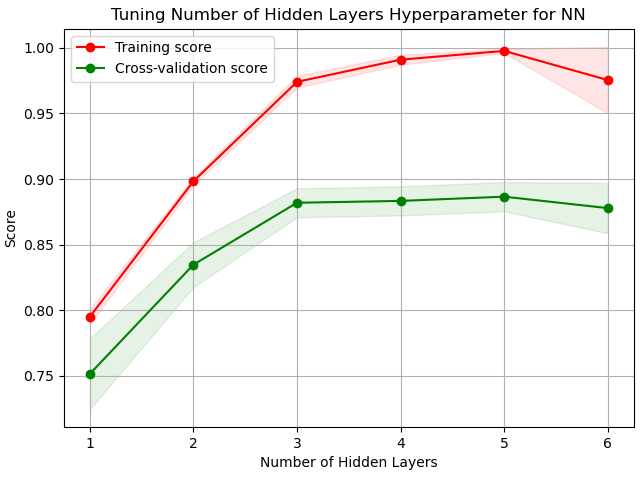 Tuning Number of Hidden Layers Hyperparameter for NN
Training score
Cross-validation score
1.00
0.95
0.90
0.85
0.80
0.75
Score
1 2 3 4 5 6
Number of Hidden Layers